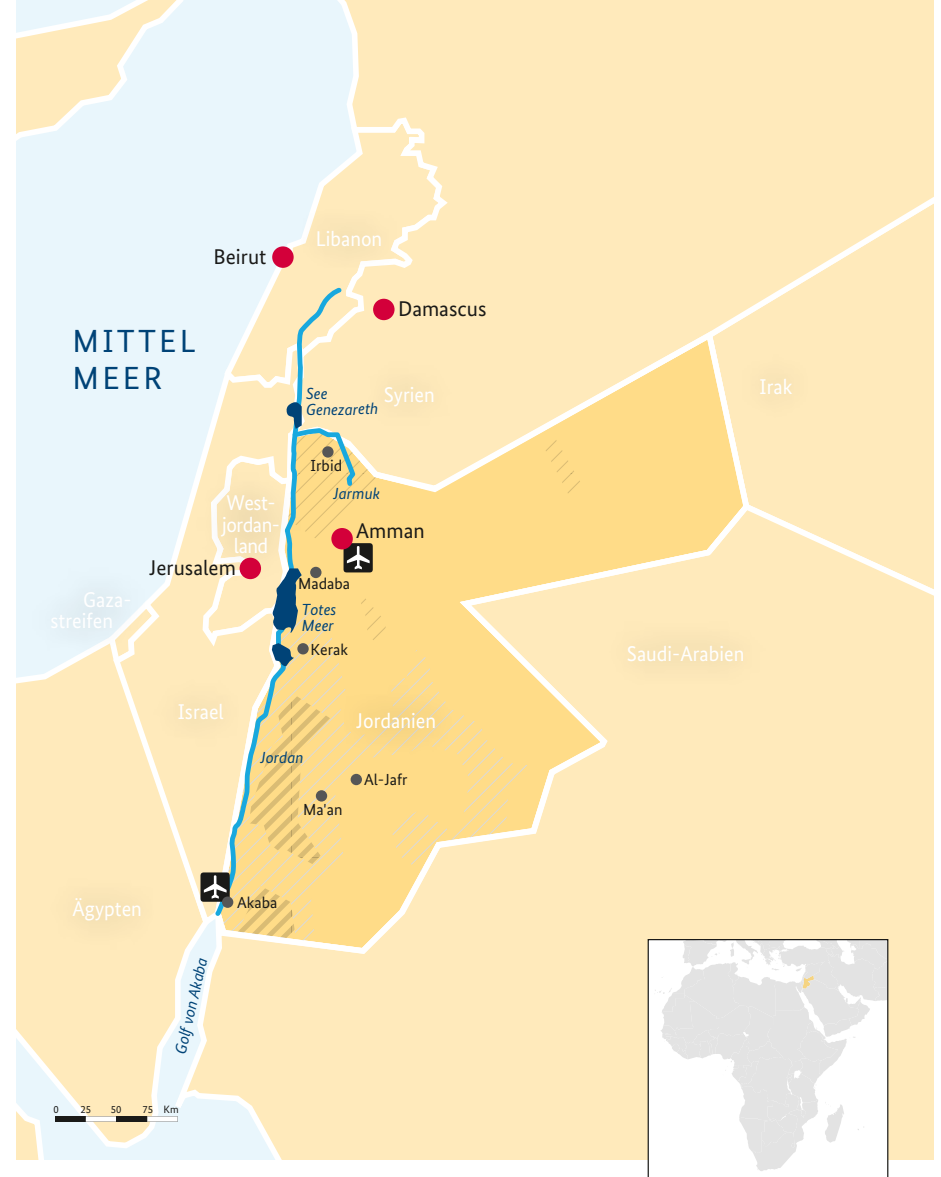 Libanon
Beirut
Damascus
MITTEL
MEER
See
Genezareth
Syrien
Irak
Irbid
Jarmuk
West-
jordan-
land
Amman
Jerusalem
Madaba
Gaza-
streifen
Totes
Meer
Kerak
Saudi-Arabien
Israel
Jordanien
Jordan
Al-Jafr
Ma'an
Akaba
Ägypten
Golf von Akaba
0 25 50 75 Km